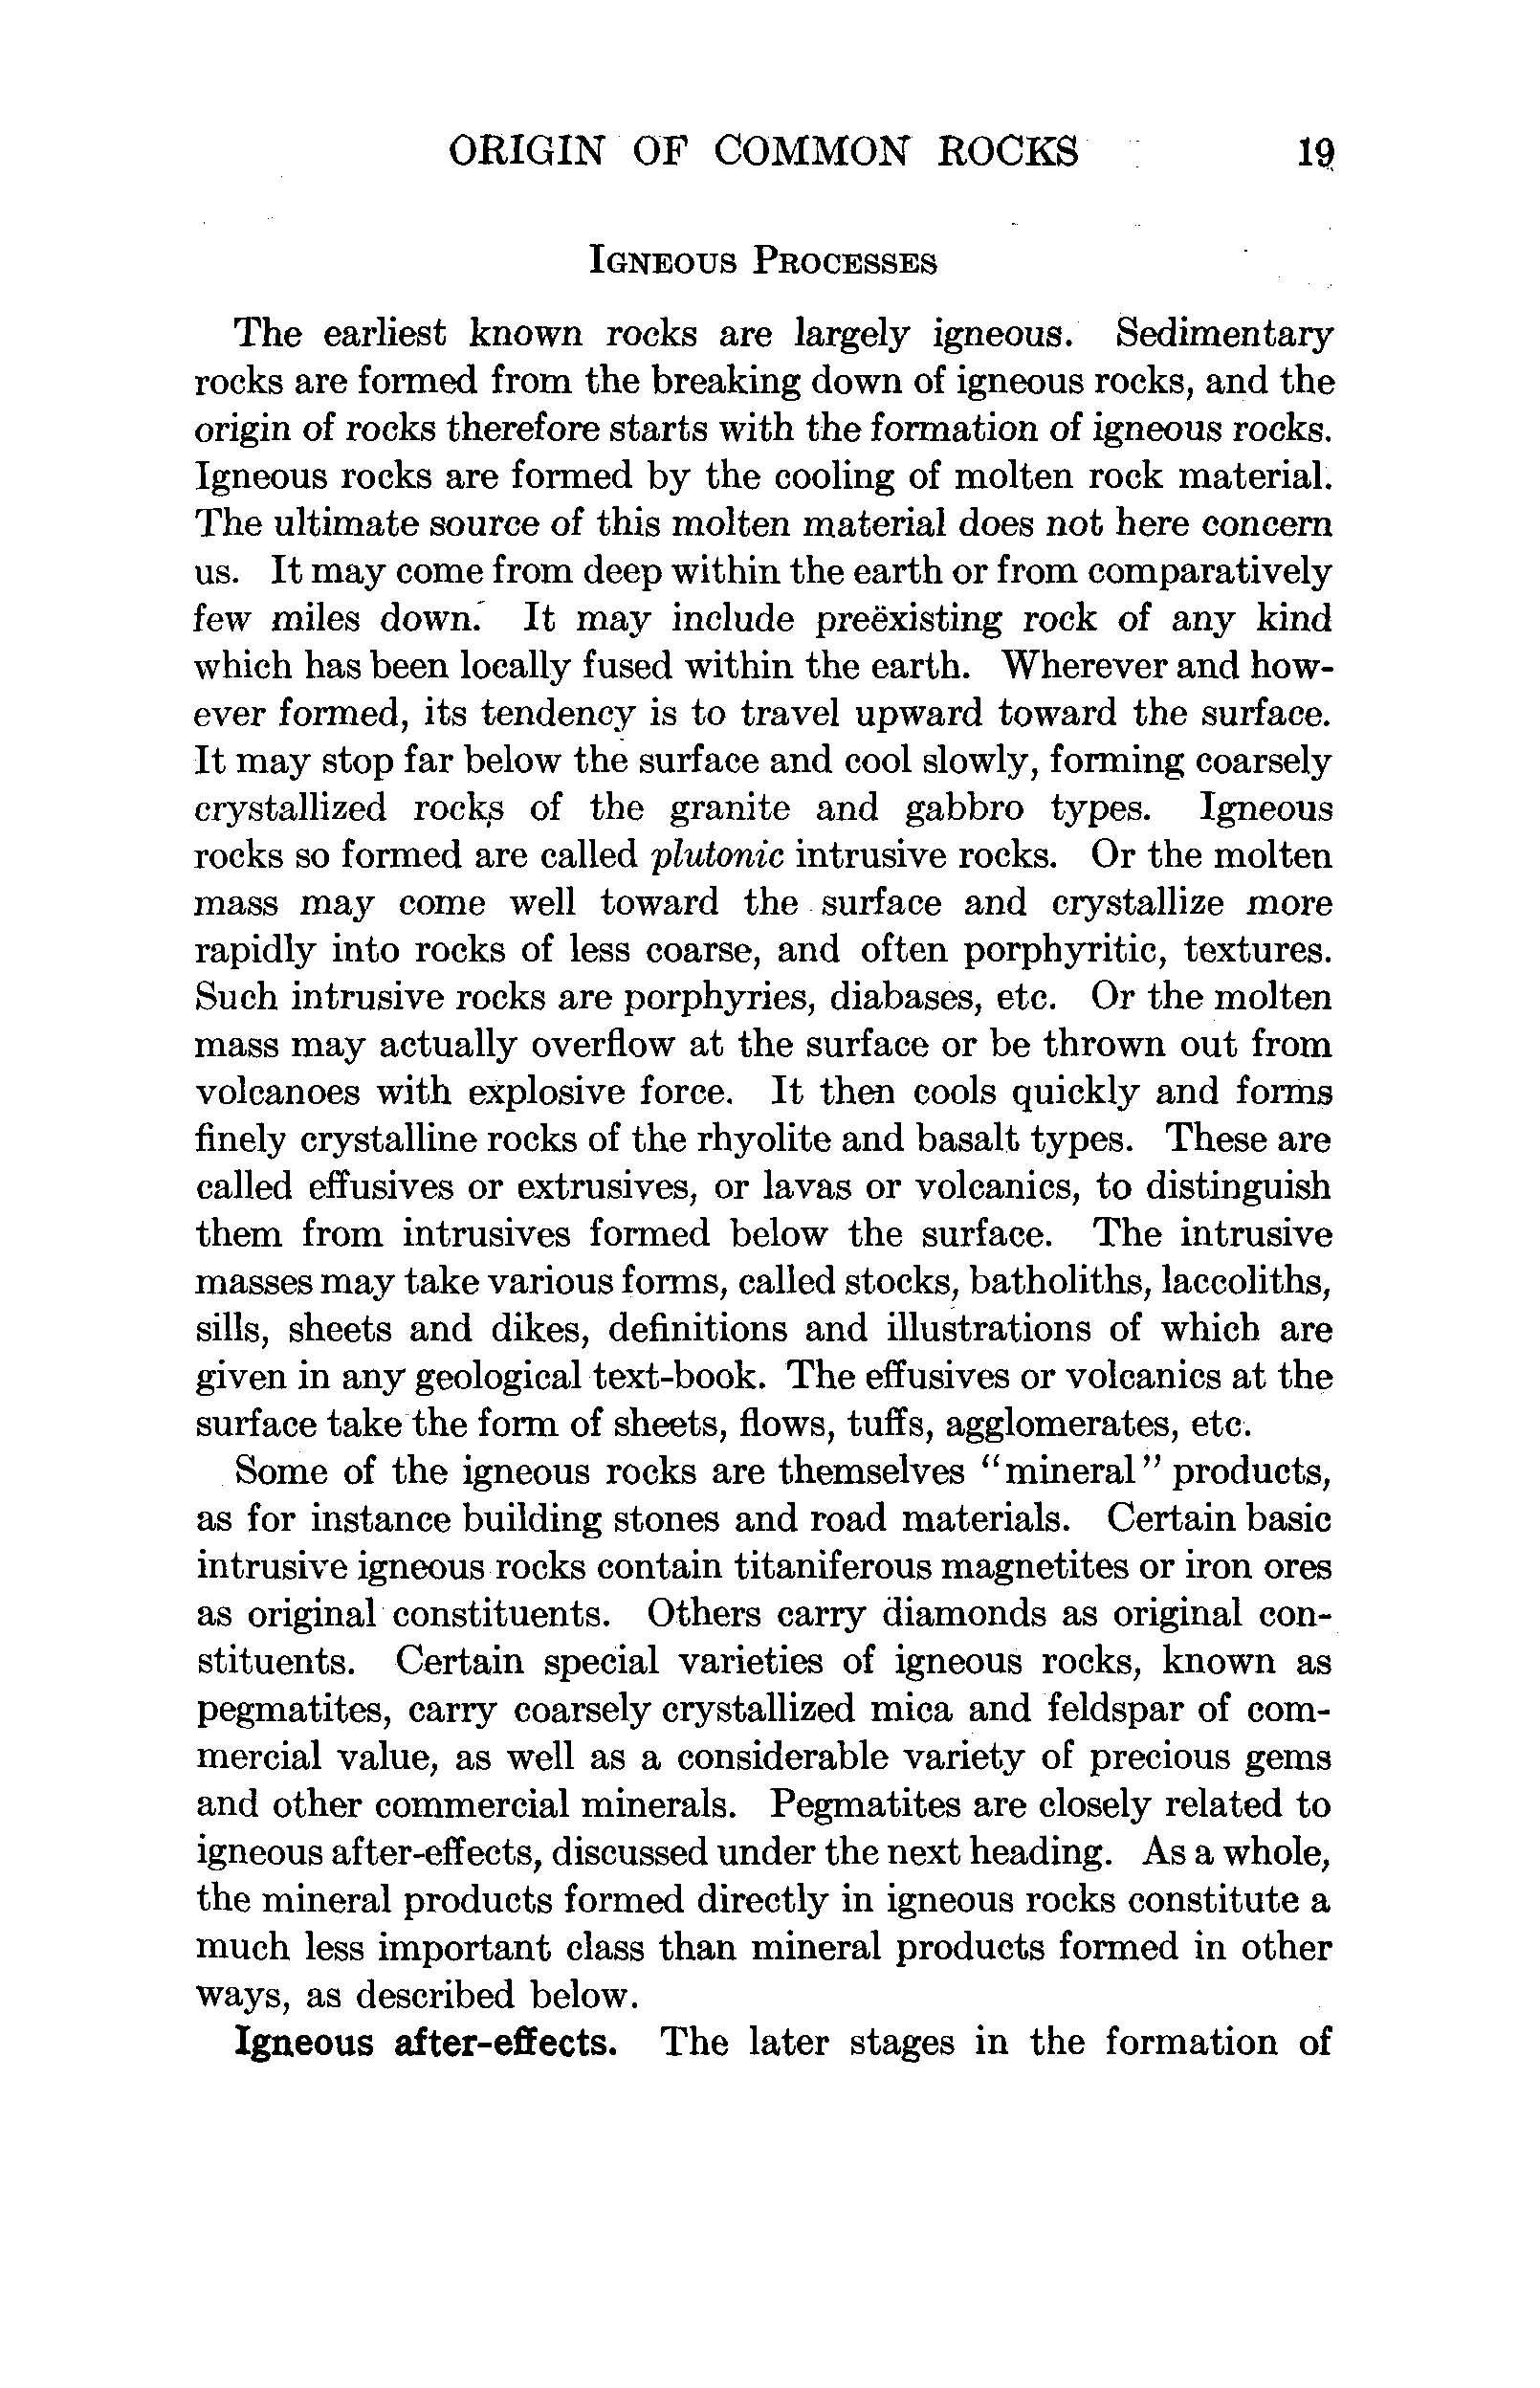 ORIGIN OF COMMON ROCKS 19
IGNEOUS PROCESSES
The earliest known rocks are largely igneous. Sedimentary
rocks are formed from the breaking down of igneous rocks, and the
origin of rocks therefore starts with the formation of igneous rocks.
Igneous rocks are formed by the cooling of molten rock material.
The ultimate source of this molten material does not here concern
us. It may come from deep within the earth or from comparatively
few miles down. It may include preëxisting rock of any kind
which has been locally fused within the earth. Wherever and how-
ever formed, its tendency is to travel upward toward the surface.
It may stop far below the surface and cool slowly, forming coarsely
crystallized rocks of the granite and gabbro types. Igneous
rocks so formed are called plutonic intrusive rocks. Or the molten
mass may come well toward the surface and crystallize more
rapidly into rocks of less coarse, and often porphyritic, textures.
Such intrusive rocks are porphyries, diabases, etc. Or the molten
mass may actually overflow at the surface or be thrown out from
volcanoes with explosive force. It then cools quickly and forms
finely crystalline rocks of the rhyolite and basalt types. These are
called effusives or extrusives, or lavas or volcanics, to distinguish
them from intrusives formed below the surface. The intrusive
masses may take various forms, called stocks, batholiths, laccoliths,
sills, sheets and dikes, definitions and illustrations of which are
given in any geological text-book. The effusives or volcanics at the
surface take the form of sheets, flows, tuffs, agglomerates, etc.
Some of the igneous rocks are themselves “mineral” products,
as for instance building stones and road materials. Certain basic
intrusive igneous rocks contain titaniferous magnetites or iron ores
as original constituents. Others carry diamonds as original con-
stituents. Certain special varieties of igneous rocks, known as
pegmatites, carry coarsely crystallized mica and feldspar of com-
mercial value, as well as a considerable variety of precious gems
and other commercial minerals. Pegmatites are closely related to
igneous after-effects, discussed under the next heading. As a whole,
the mineral products formed directly in igneous rocks constitute a
much less important class than mineral products formed in other
ways, as described below.
Igneous after-effects. The later stages in the formation of